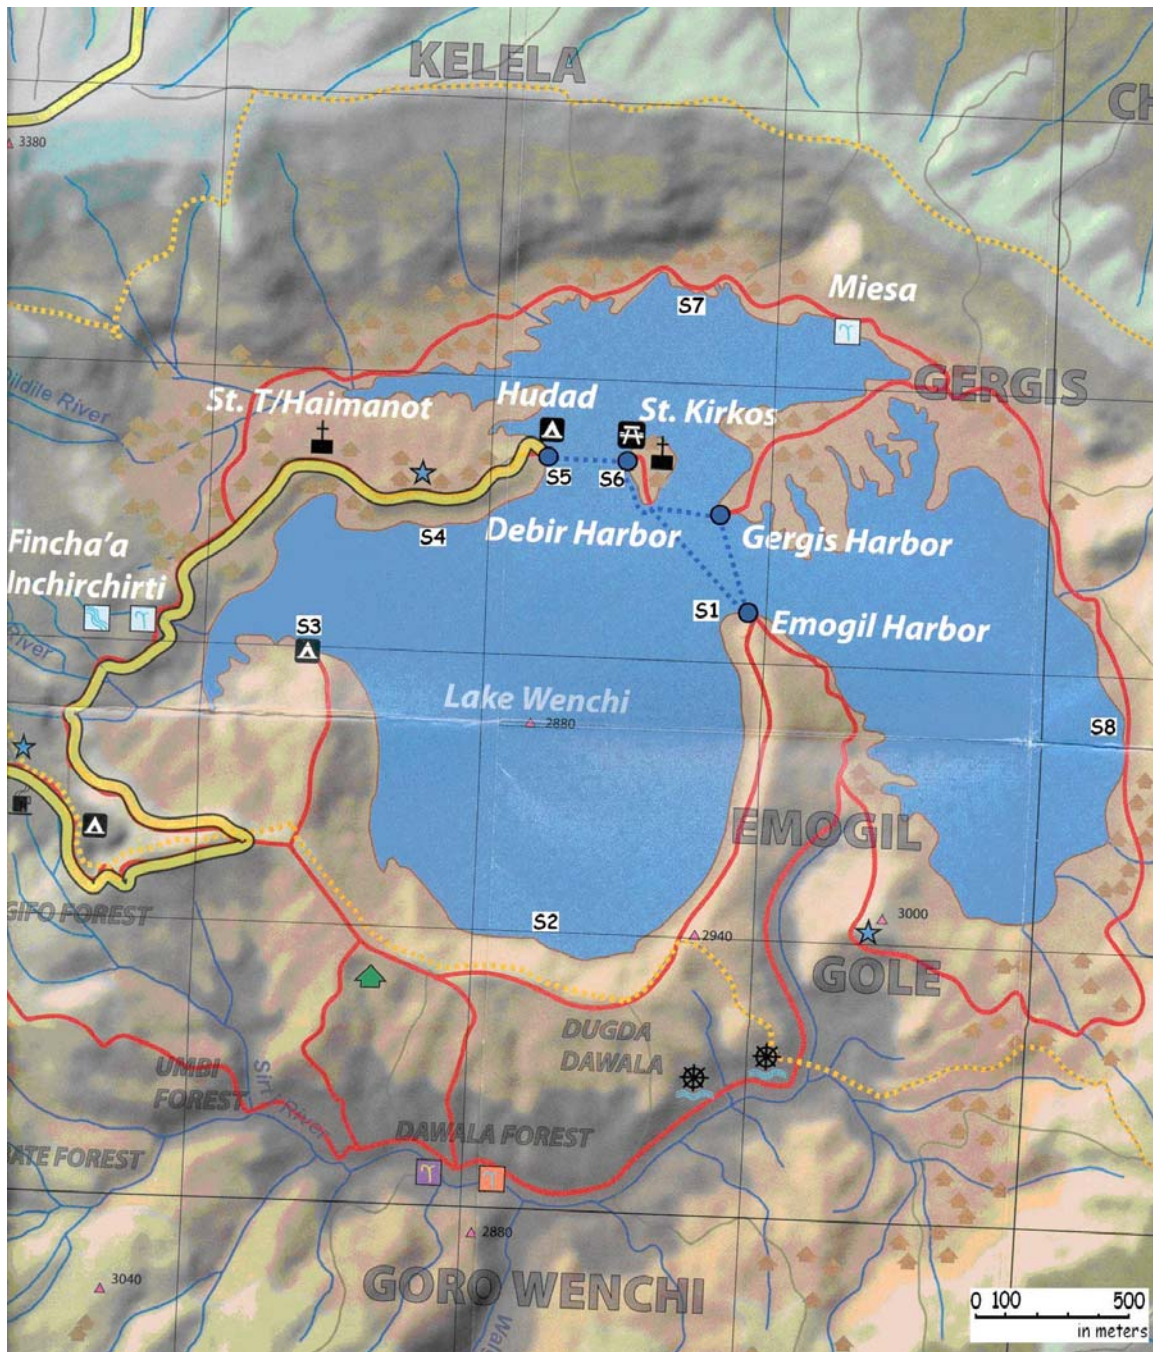 KELELA
CH
3380
Miesa
S7
GERGIS
Dildile River
St. T/Haimanot
Hudad
St. Kirkos
S5
S6
S4
Debir Harbor
Gergis Harbor
Fincha'a
Inchirchirti
S1
Emogil Harbor
S3
River
Lake Wenchi
2880
S8
EMOGIL
GIFO FOREST
S2
2940
3000
GOLE
DUGDA
DAWALA
UMBI
FOREST
River
DAWALA FOREST
ATE FOREST
2880
3040
GORO WENCHI
0 100 500
in meters